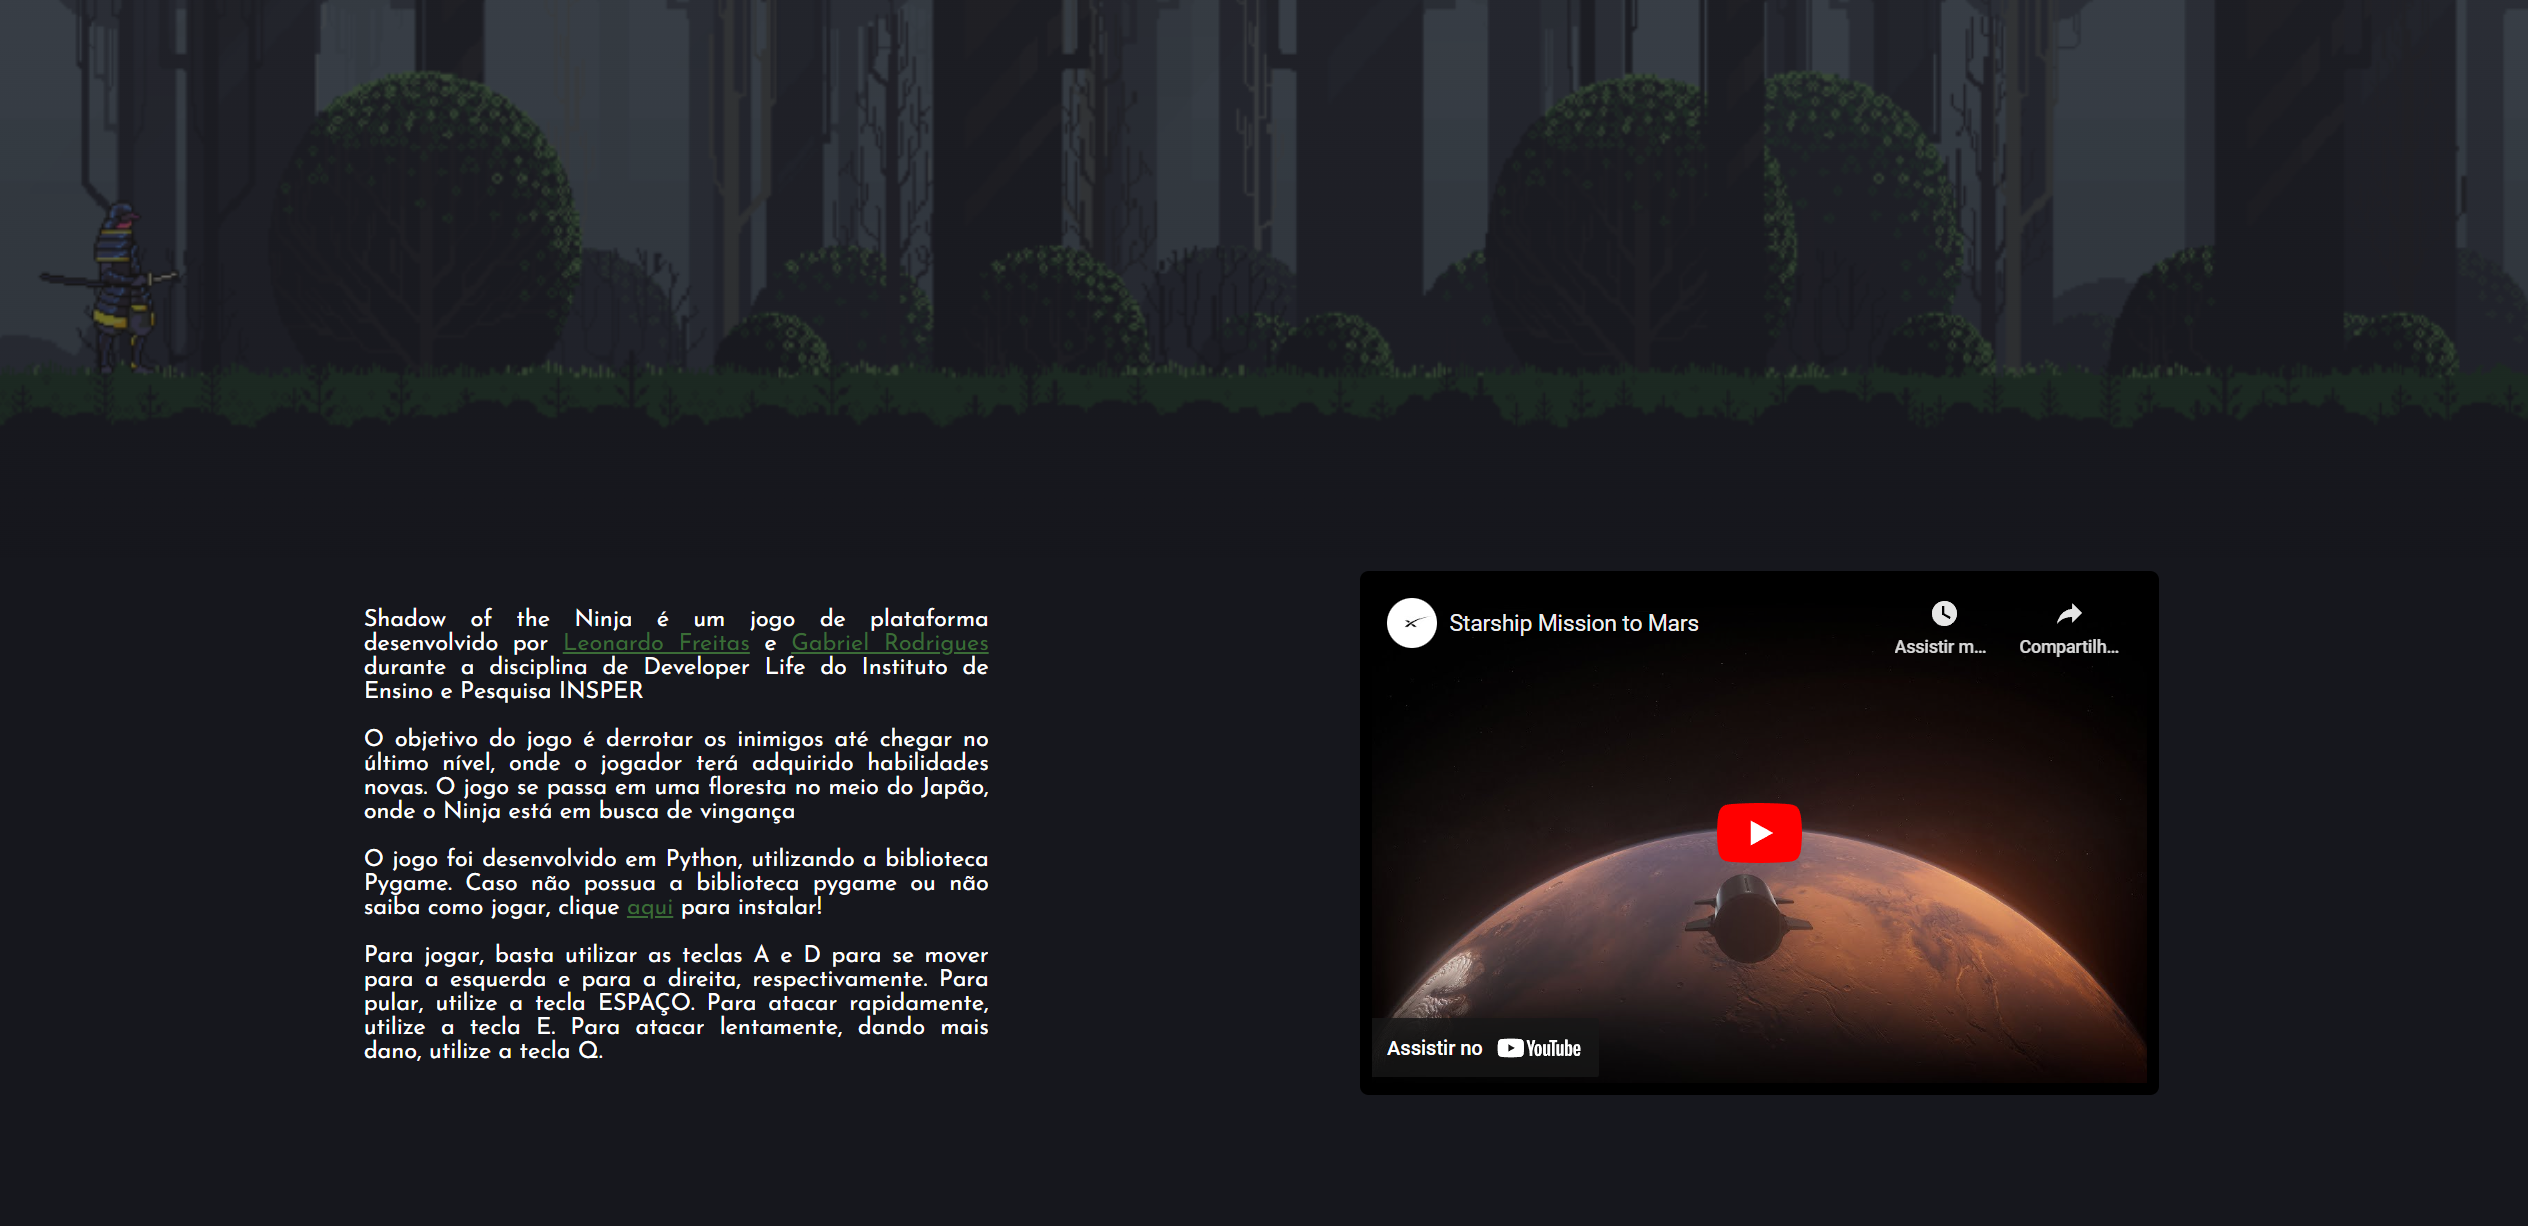 Shadow of the Ninja é um jogo de plataforma
desenvolvido por Leonardo Freitas e Gabriel Rodrigues
durante a disciplina de Developer Life do Instituto de
Ensino e Pesquisa INSPER
O objetivo do jogo é derrotar os inimigos até chegar no
último nível, onde o jogador terá adquirido habilidades
novas. O jogo se passa em uma floresta no meio do Japão,
onde o Ninja está em busca de vingança
O jogo foi desenvolvido em Python, utilizando a biblioteca
Pygame. Caso não possua a biblioteca pygame ou não
saiba como jogar, clique aqui para instalar!
Para jogar, basta utilizar as teclas A e D para se mover
para a esquerda e para a direita, respectivamente. Para
pular, utilize a tecla ESPAÇO. Para atacar rapidamente,
utilize a tecla E. Para atacar lentamente, dando mais
dano, utilize a tecla Q.
Starship Mission to Mars
Assistir m...
Compartilh...
Assistir no YouTube